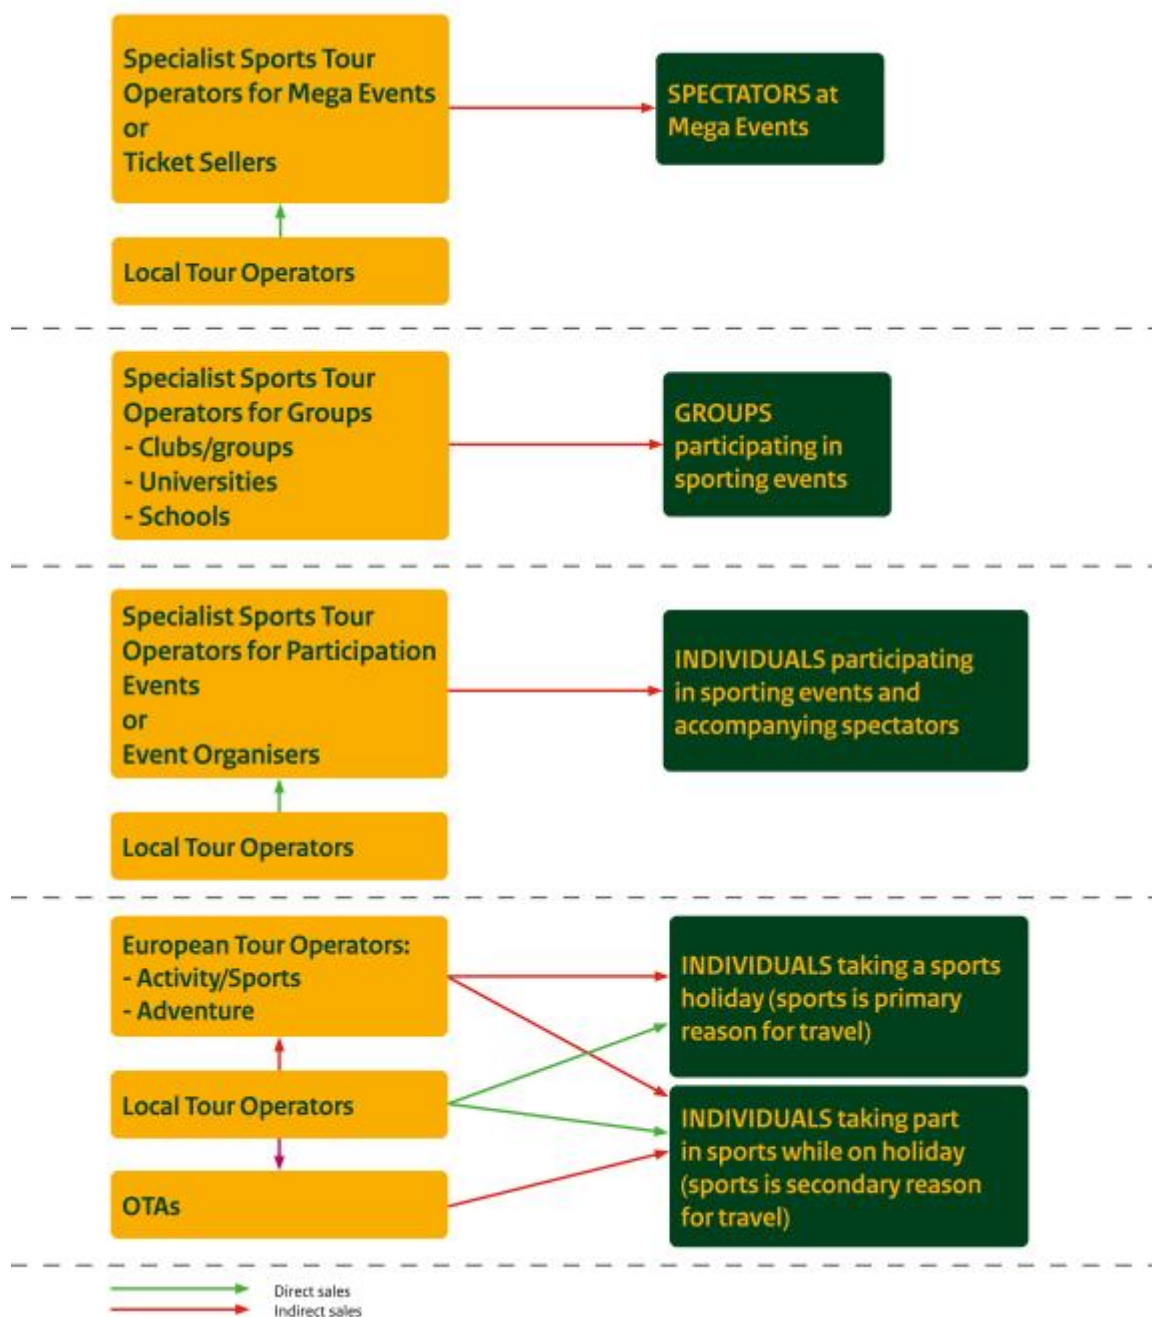 Specialist Sports Tour
Operators for Mega Events
or
Ticket Sellers
SPECTATORS at
Mega Events
Local Tour Operators
Specialist Sports Tour
Operators for Groups
- Clubs/groups
- Universities
- Schools
GROUPS
participating in
sporting events
Specialist Sports Tour
Operators for Participation
Events
or
Event Organisers
INDIVIDUALS participating
in sporting events and
accompanying spectators
Local Tour Operators
European Tour Operators:
- Activity/Sports
- Adventure
INDIVIDUALS taking a sports
holiday (sports is primary
reason for travel)
Local Tour Operators
INDIVIDUALS taking part
in sports while on holiday
(sports is secondary reason
for travel)
OTAs
Direct sales
Indirect sales